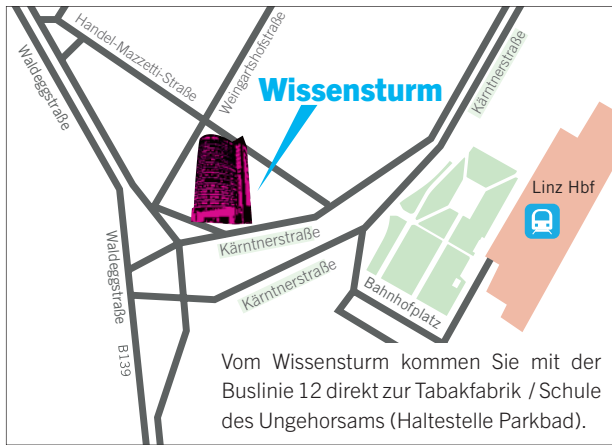 Handel-Mazzetti-Straße
Weingartshofstraße
Waldeggstraße
Kärntnerstraße
Wissensturm
Linz Hbf
Waldeggstraße
Kärntnerstraße
Kärntnerstraße
Bahnhofplatz
B139
Vom Wissensturm kommen Sie mit der
Buslinie 12 direkt zur Tabakfabrik / Schule
des Ungehorsams (Haltestelle Parkbad).